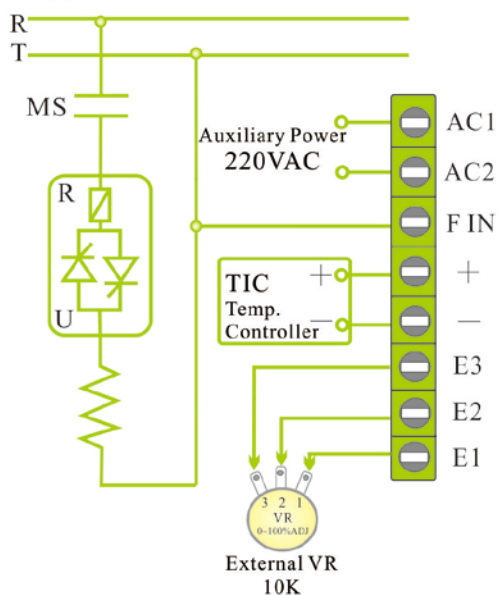 R
T
MS
Auxiliary Power
220VAC
R
U
TIC
Temp.
Controller
+
−
AC1
AC2
F IN
+
−
E3
E2
E1
3 2 1
VR
0~100%ADJ
External VR
10K